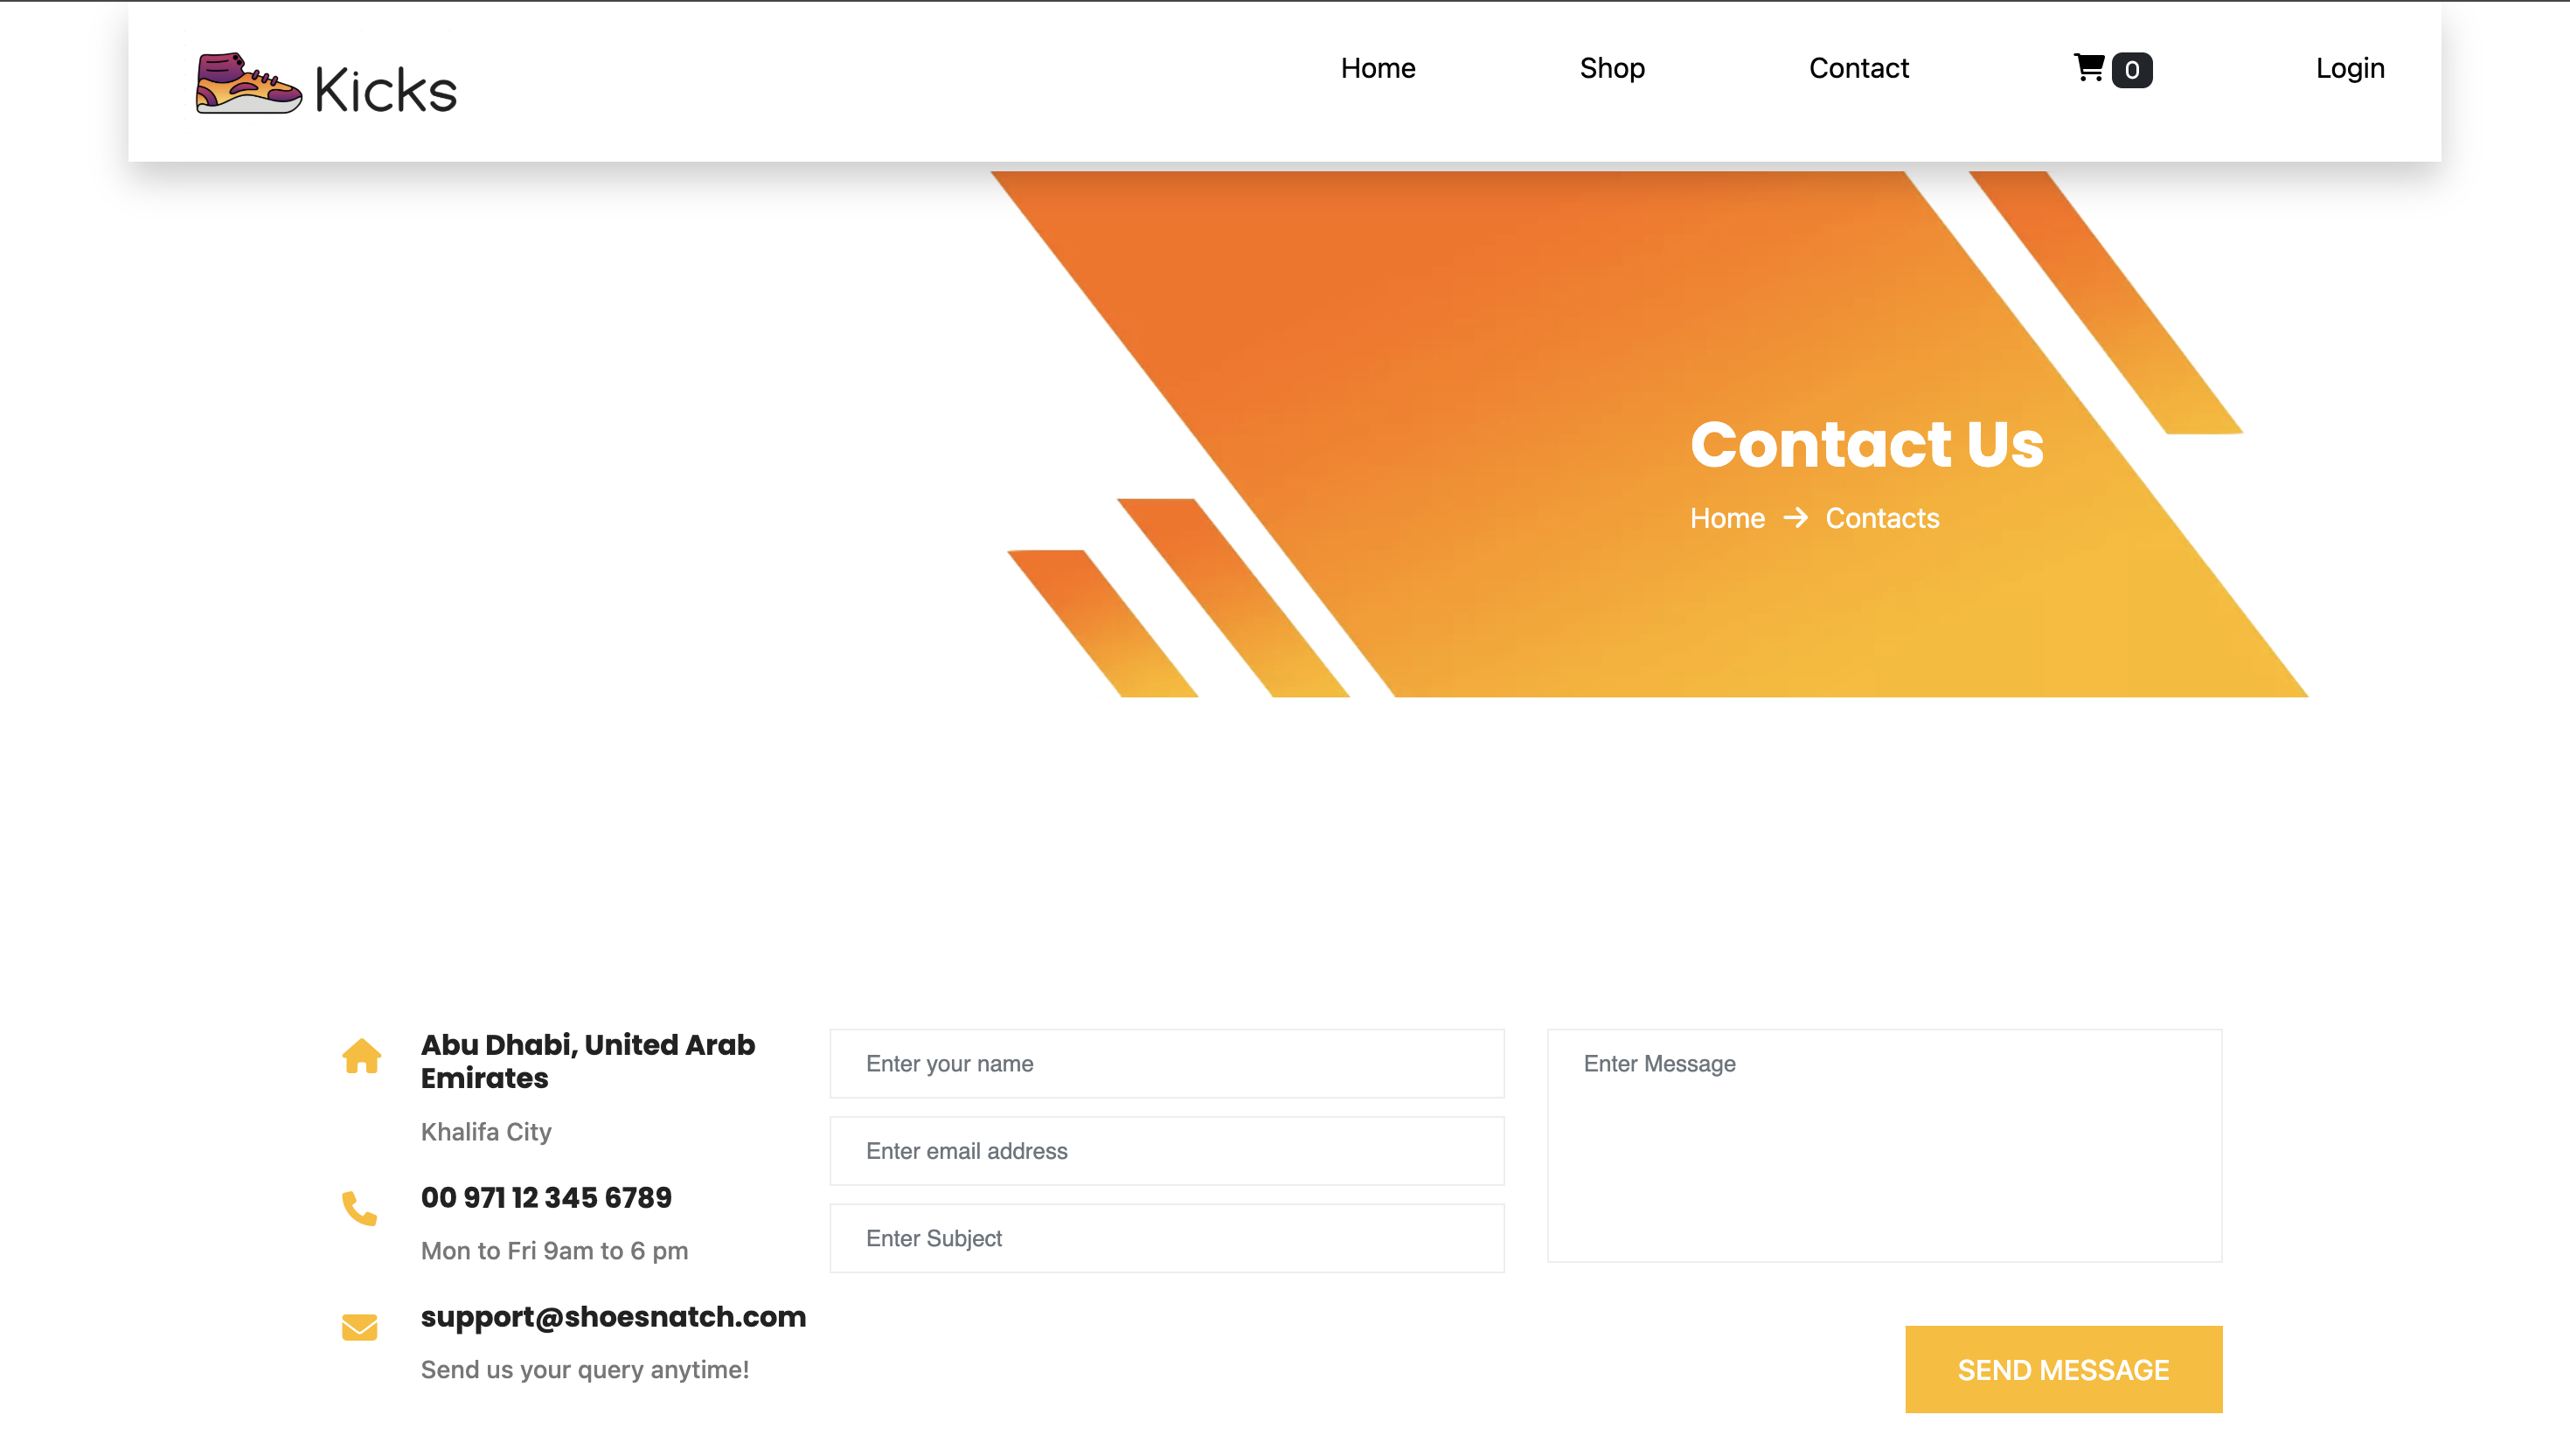 Kicks
Home
Shop
Contact
0
Login
Contact Us
Home → Contacts
Abu Dhabi, United Arab
Emirates
Khalifa City
00 971 12 345 6789
Mon to Fri 9am to 6 pm
support@shoesnatch.com
Send us your query anytime!
Enter your name
Enter email address
Enter Subject
Enter Message
SEND MESSAGE